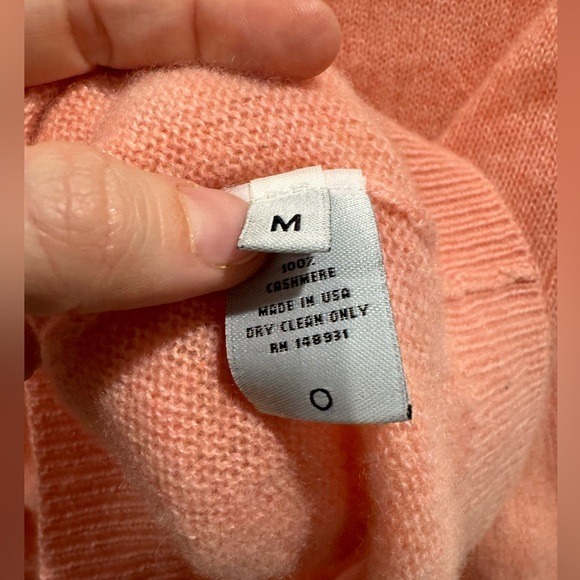 M
100%
CASHMERE
MADE IN USA
DRY CLEAN ONLY
RN 148931
O